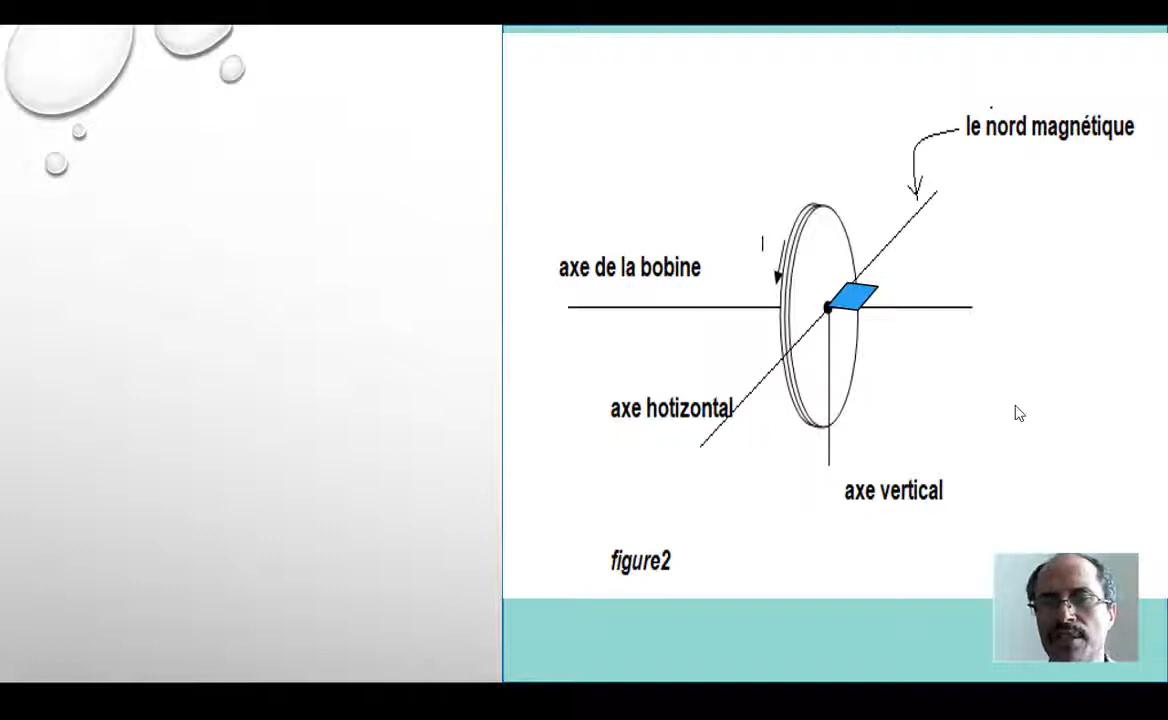 le nord magnétique
I
axe de la bobine
axe hotizontal
axe vertical
figure2